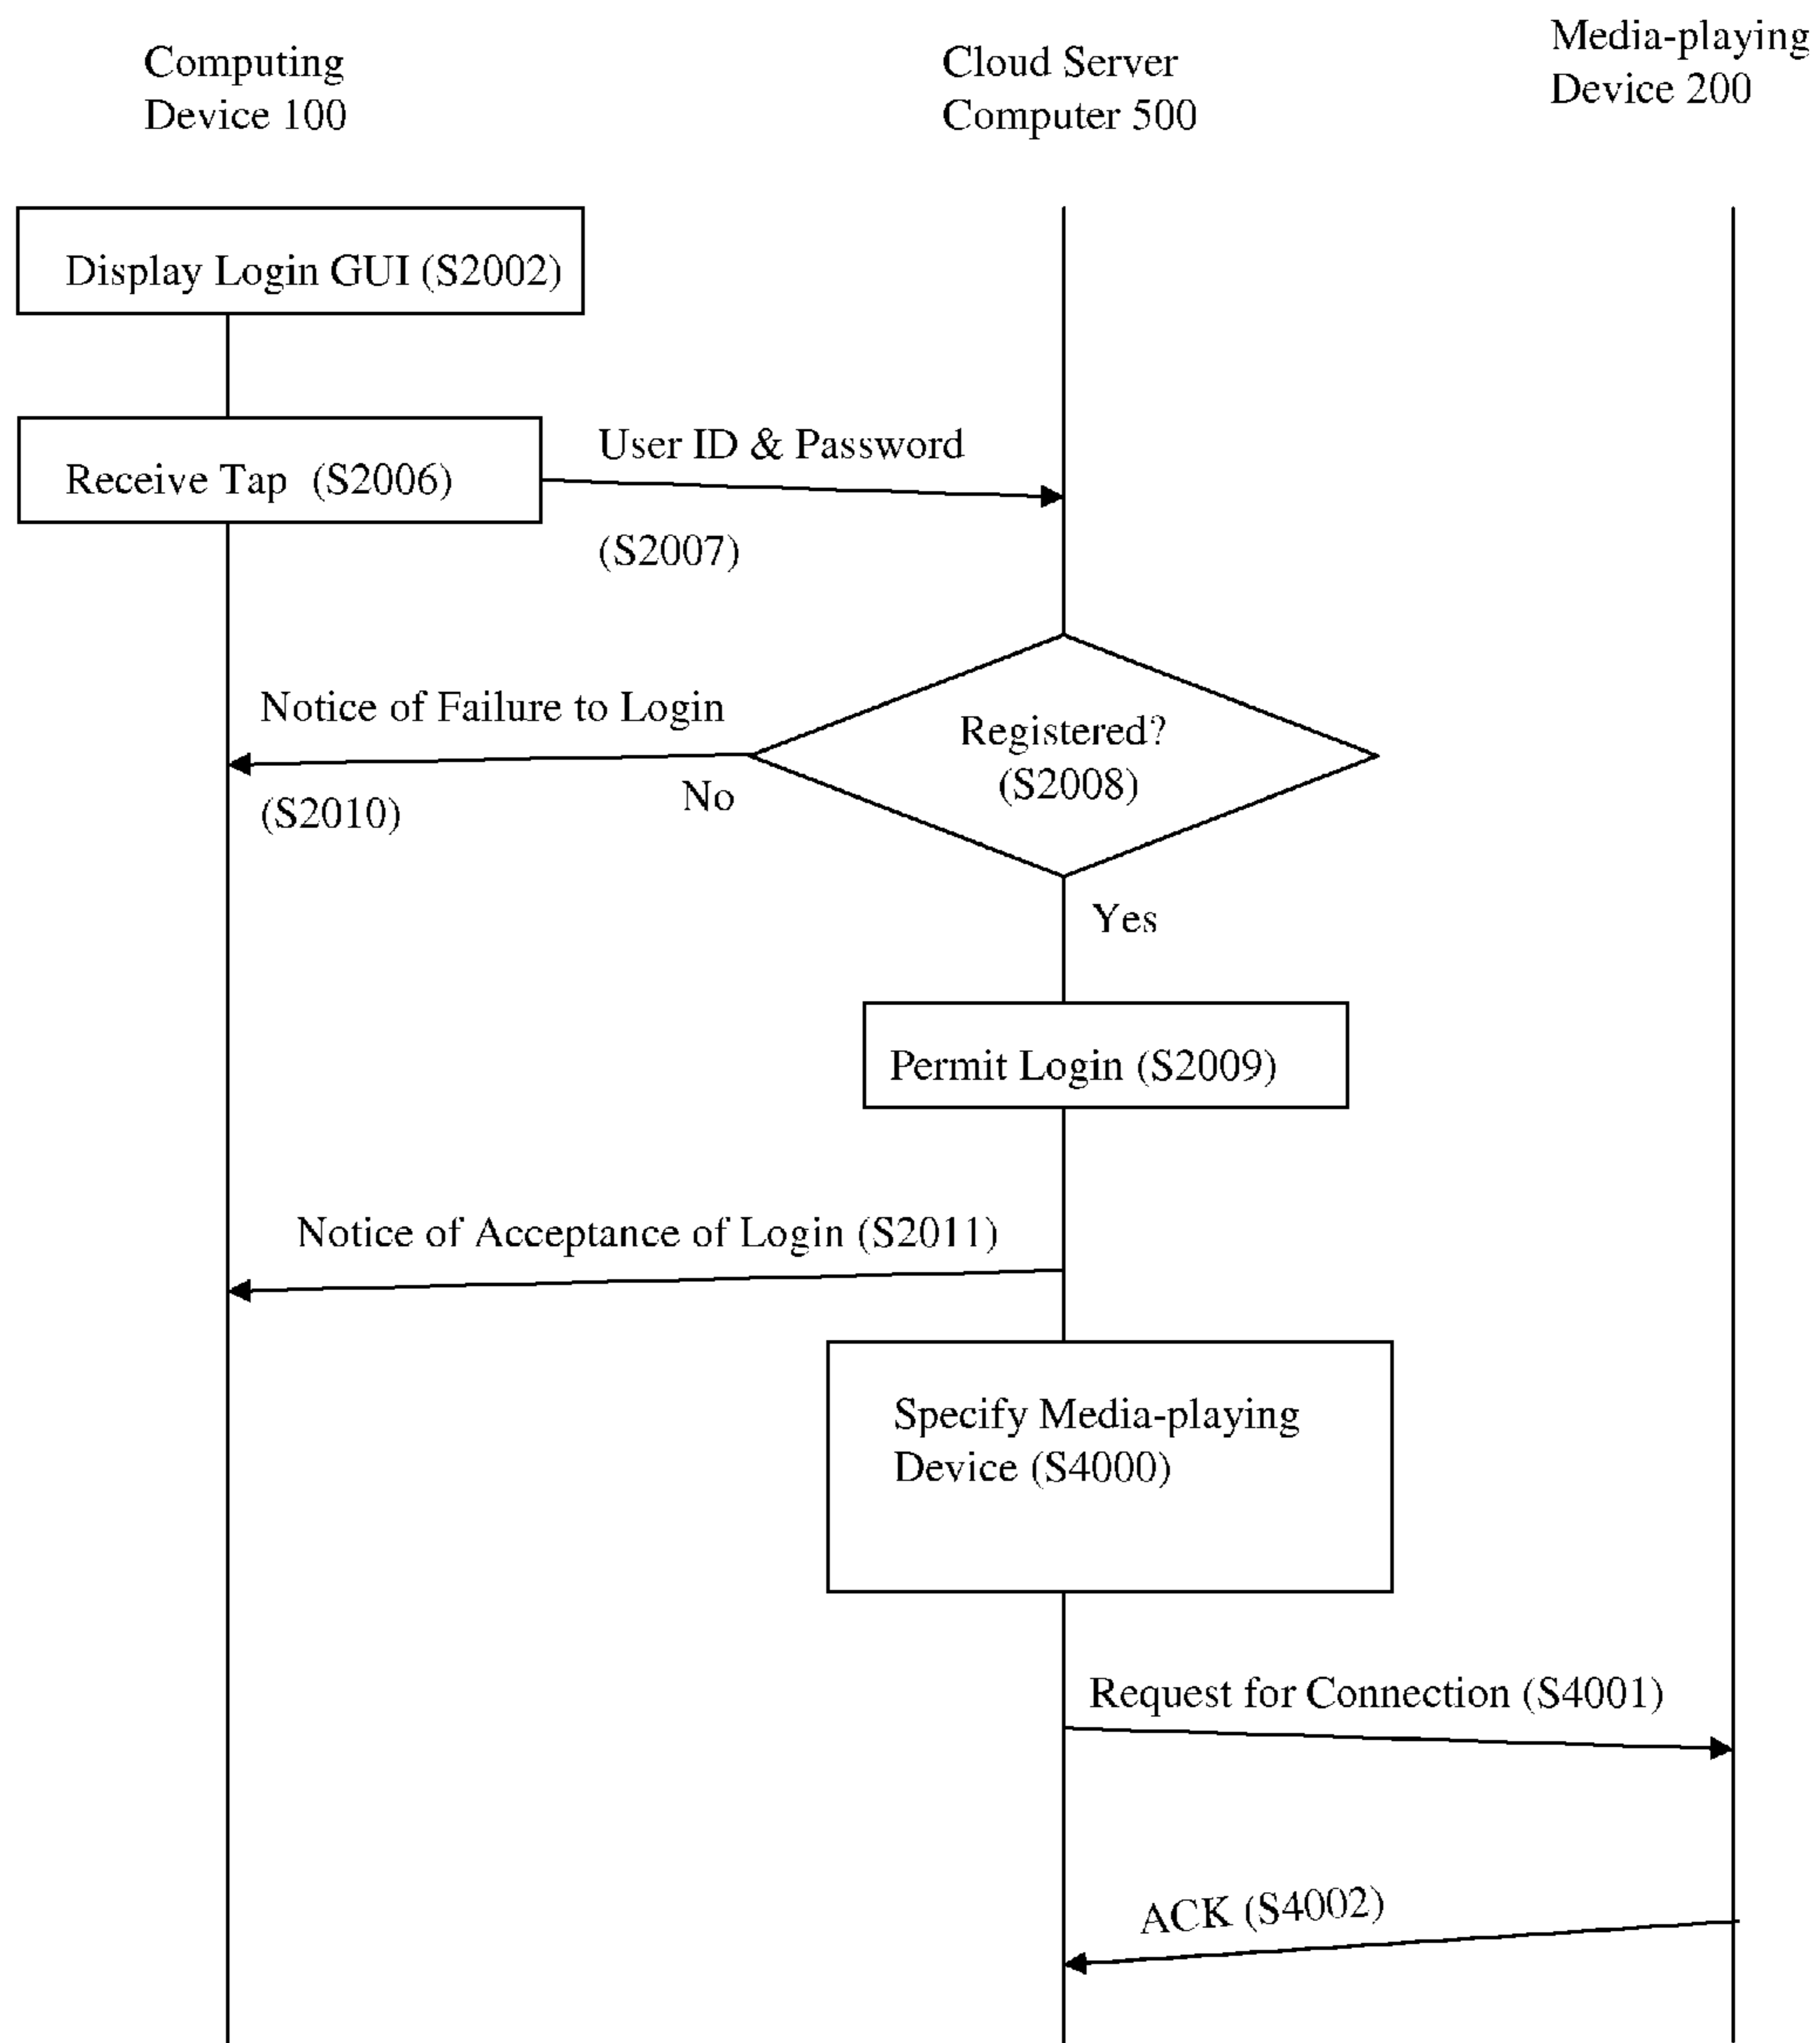 Computing
Device 100
Cloud Server
Computer 500
Media-playing
Device 200
Display Login GUI (S2002)
Receive Tap (S2006)
User ID & Password
(S2007)
Notice of Failure to Login
(S2010)
No
Registered?
(S2008)
Yes
Permit Login (S2009)
Notice of Acceptance of Login (S2011)
Specify Media-playing
Device (S4000)
Request for Connection (S4001)
ACK (S4002)